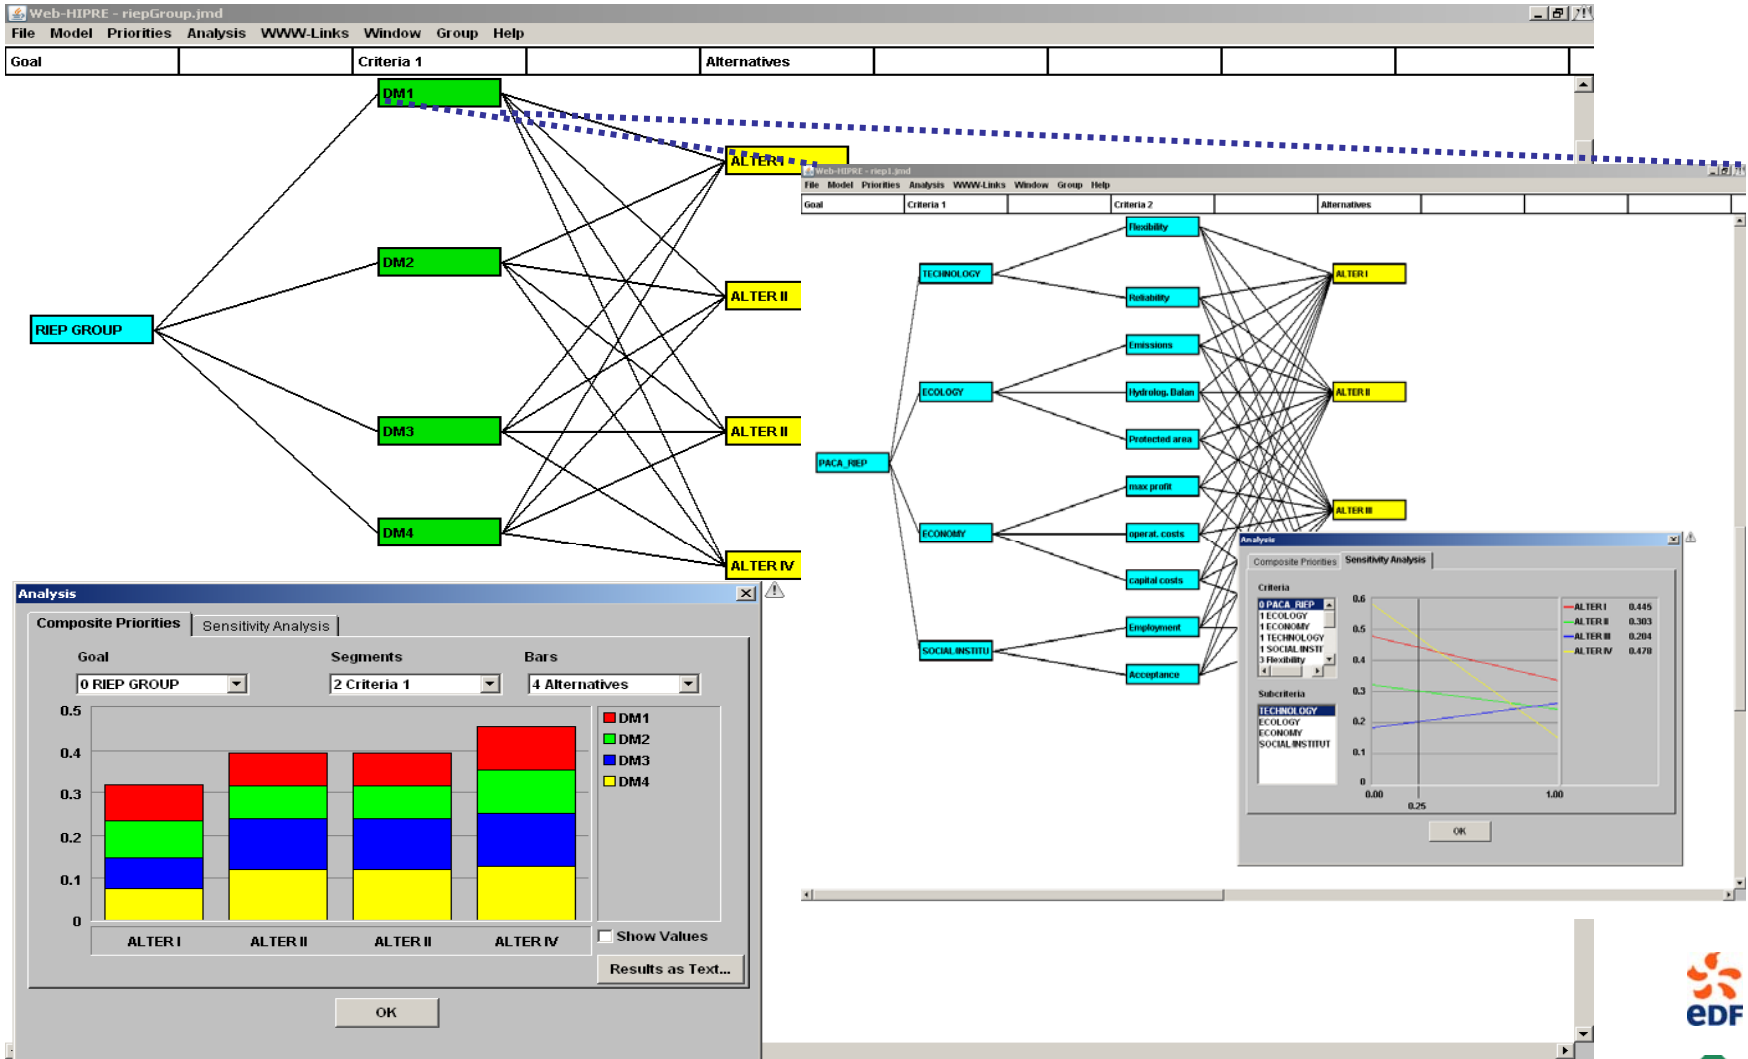 Web-HIPRE - riepGroup.jmd
File Model Priorities Analysis WWW-Links Window Group Help
Goal Criteria 1 Alternatives
DM1
DM2
DM3
DM4
RIEP GROUP
ALTER I
ALTER II
ALTER II
ALTER IV
Web-HIPRE - riep1.jmd
File Model Priorities Analysis WWW-Links Window Group Help
Goal Criteria 1 Criteria 2 Alternatives
Flexibility
TECHNOLOGY
ALTER I
Reliability
Emissions
ECOLOGY
Hydrolog. Balan
ALTER II
Protected area
PACA_RIEP
max profit
ALTER III
ECONOMY
operat. costs
capital costs
Employment
SOCIAL/INSTITU
Acceptance
Analysis
Composite Priorities Sensitivity Analysis
Criteria
0 PACA_RIEP
1 ECOLOGY
1 ECONOMY
1 TECHNOLOGY
1 SOCIAL/INSTIT
3 Flexibility
Subcriteria
TECHNOLOGY
ECOLOGY
ECONOMY
SOCIAL/INSTITUT
0.6
0.5
0.4
0.3
0.2
0.1
0
0.00 1.00
0.25
ALTER I 0.445
ALTER II 0.303
ALTER III 0.204
ALTER IV 0.478
OK
Analysis
Composite Priorities Sensitivity Analysis
Goal Segments Bars
0 RIEP GROUP 2 Criteria 1 4 Alternatives
0.5
0.4
0.3
0.2
0.1
0
ALTER I ALTER II ALTER II ALTER IV
DM1
DM2
DM3
DM4
Show Values
Results as Text...
OK
eDF